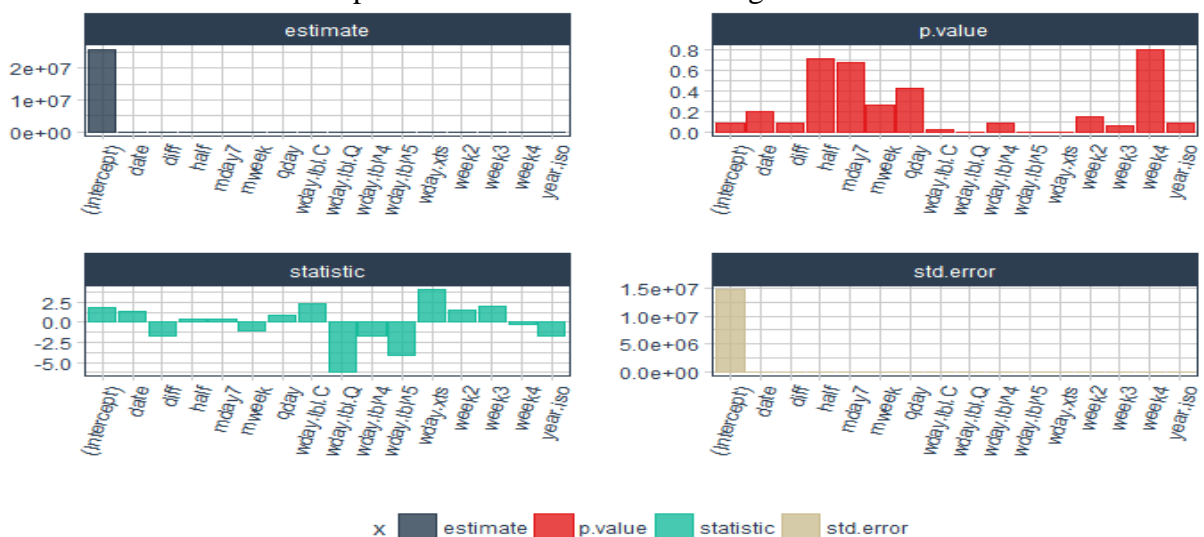 estimate
2e+07
1e+07
0e+00
(Intercept)
date
diff
half
mday7
mweek
qday
wday.lbl.C
wday.lbl.Q
wday.lbl^4
wday.lbl^5
wday.xts
week2
week3
week4
year.iso
p.value
0.8
0.6
0.4
0.2
0.0
(Intercept)
date
diff
half
mday7
mweek
qday
wday.lbl.C
wday.lbl.Q
wday.lbl^4
wday.lbl^5
wday.xts
week2
week3
week4
year.iso
statistic
2.5
0.0
-2.5
-5.0
(Intercept)
date
diff
half
mday7
mweek
qday
wday.lbl.C
wday.lbl.Q
wday.lbl^4
wday.lbl^5
wday.xts
week2
week3
week4
year.iso
std.error
1.5e+07
1.0e+07
5.0e+06
0.0e+00
(Intercept)
date
diff
half
mday7
mweek
qday
wday.lbl.C
wday.lbl.Q
wday.lbl^4
wday.lbl^5
wday.xts
week2
week3
week4
year.iso
x estimate p.value statistic std.error